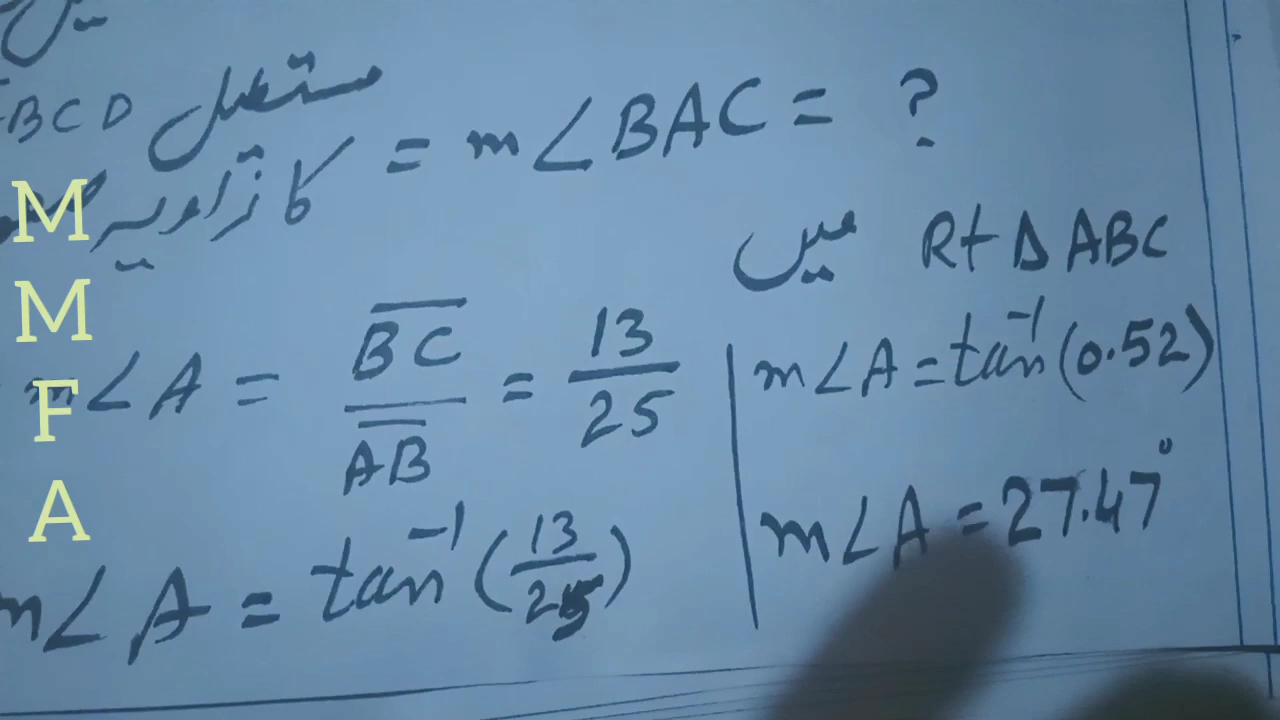 میں
BCD مستطیل
کا زاویہ = m∠BAC = ?
میں Rt Δ ABC
m∠A = BC / AB = 13/25
m∠A = tan⁻¹(13/25)
m∠A = tan⁻¹(0.52)
m∠A = 27.47°
M
M
F
A